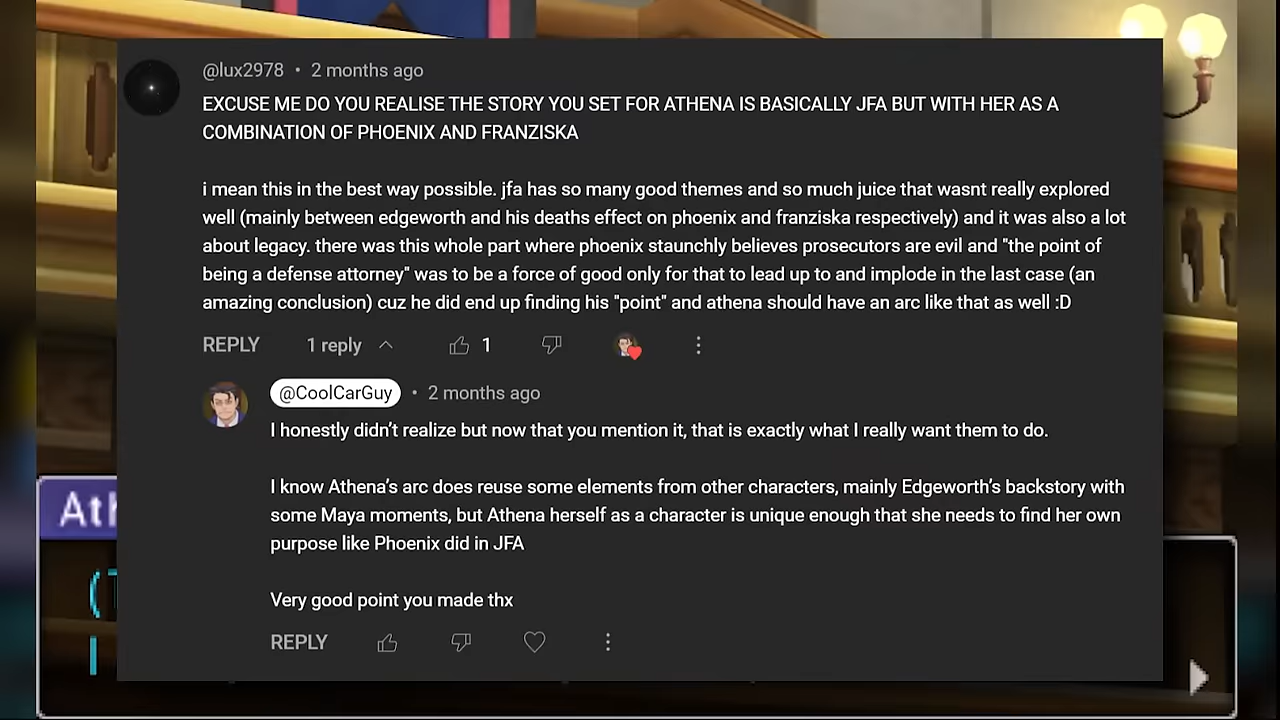 @lux2978 • 2 months ago
EXCUSE ME DO YOU REALISE THE STORY YOU SET FOR ATHENA IS BASICALLY JFA BUT WITH HER AS A
COMBINATION OF PHOENIX AND FRANZISKA
i mean this in the best way possible. jfa has so many good themes and so much juice that wasnt really explored
well (mainly between edgeworth and his deaths effect on phoenix and franziska respectively) and it was also a lot
about legacy. there was this whole part where phoenix staunchly believes prosecutors are evil and "the point of
being a defense attorney" was to be a force of good only for that to lead up to and implode in the last case (an
amazing conclusion) cuz he did end up finding his "point" and athena should have an arc like that as well :D
REPLY 1 reply 1
@CoolCarGuy • 2 months ago
I honestly didn’t realize but now that you mention it, that is exactly what I really want them to do.
I know Athena’s arc does reuse some elements from other characters, mainly Edgeworth’s backstory with
some Maya moments, but Athena herself as a character is unique enough that she needs to find her own
purpose like Phoenix did in JFA
Very good point you made thx
REPLY
Ath